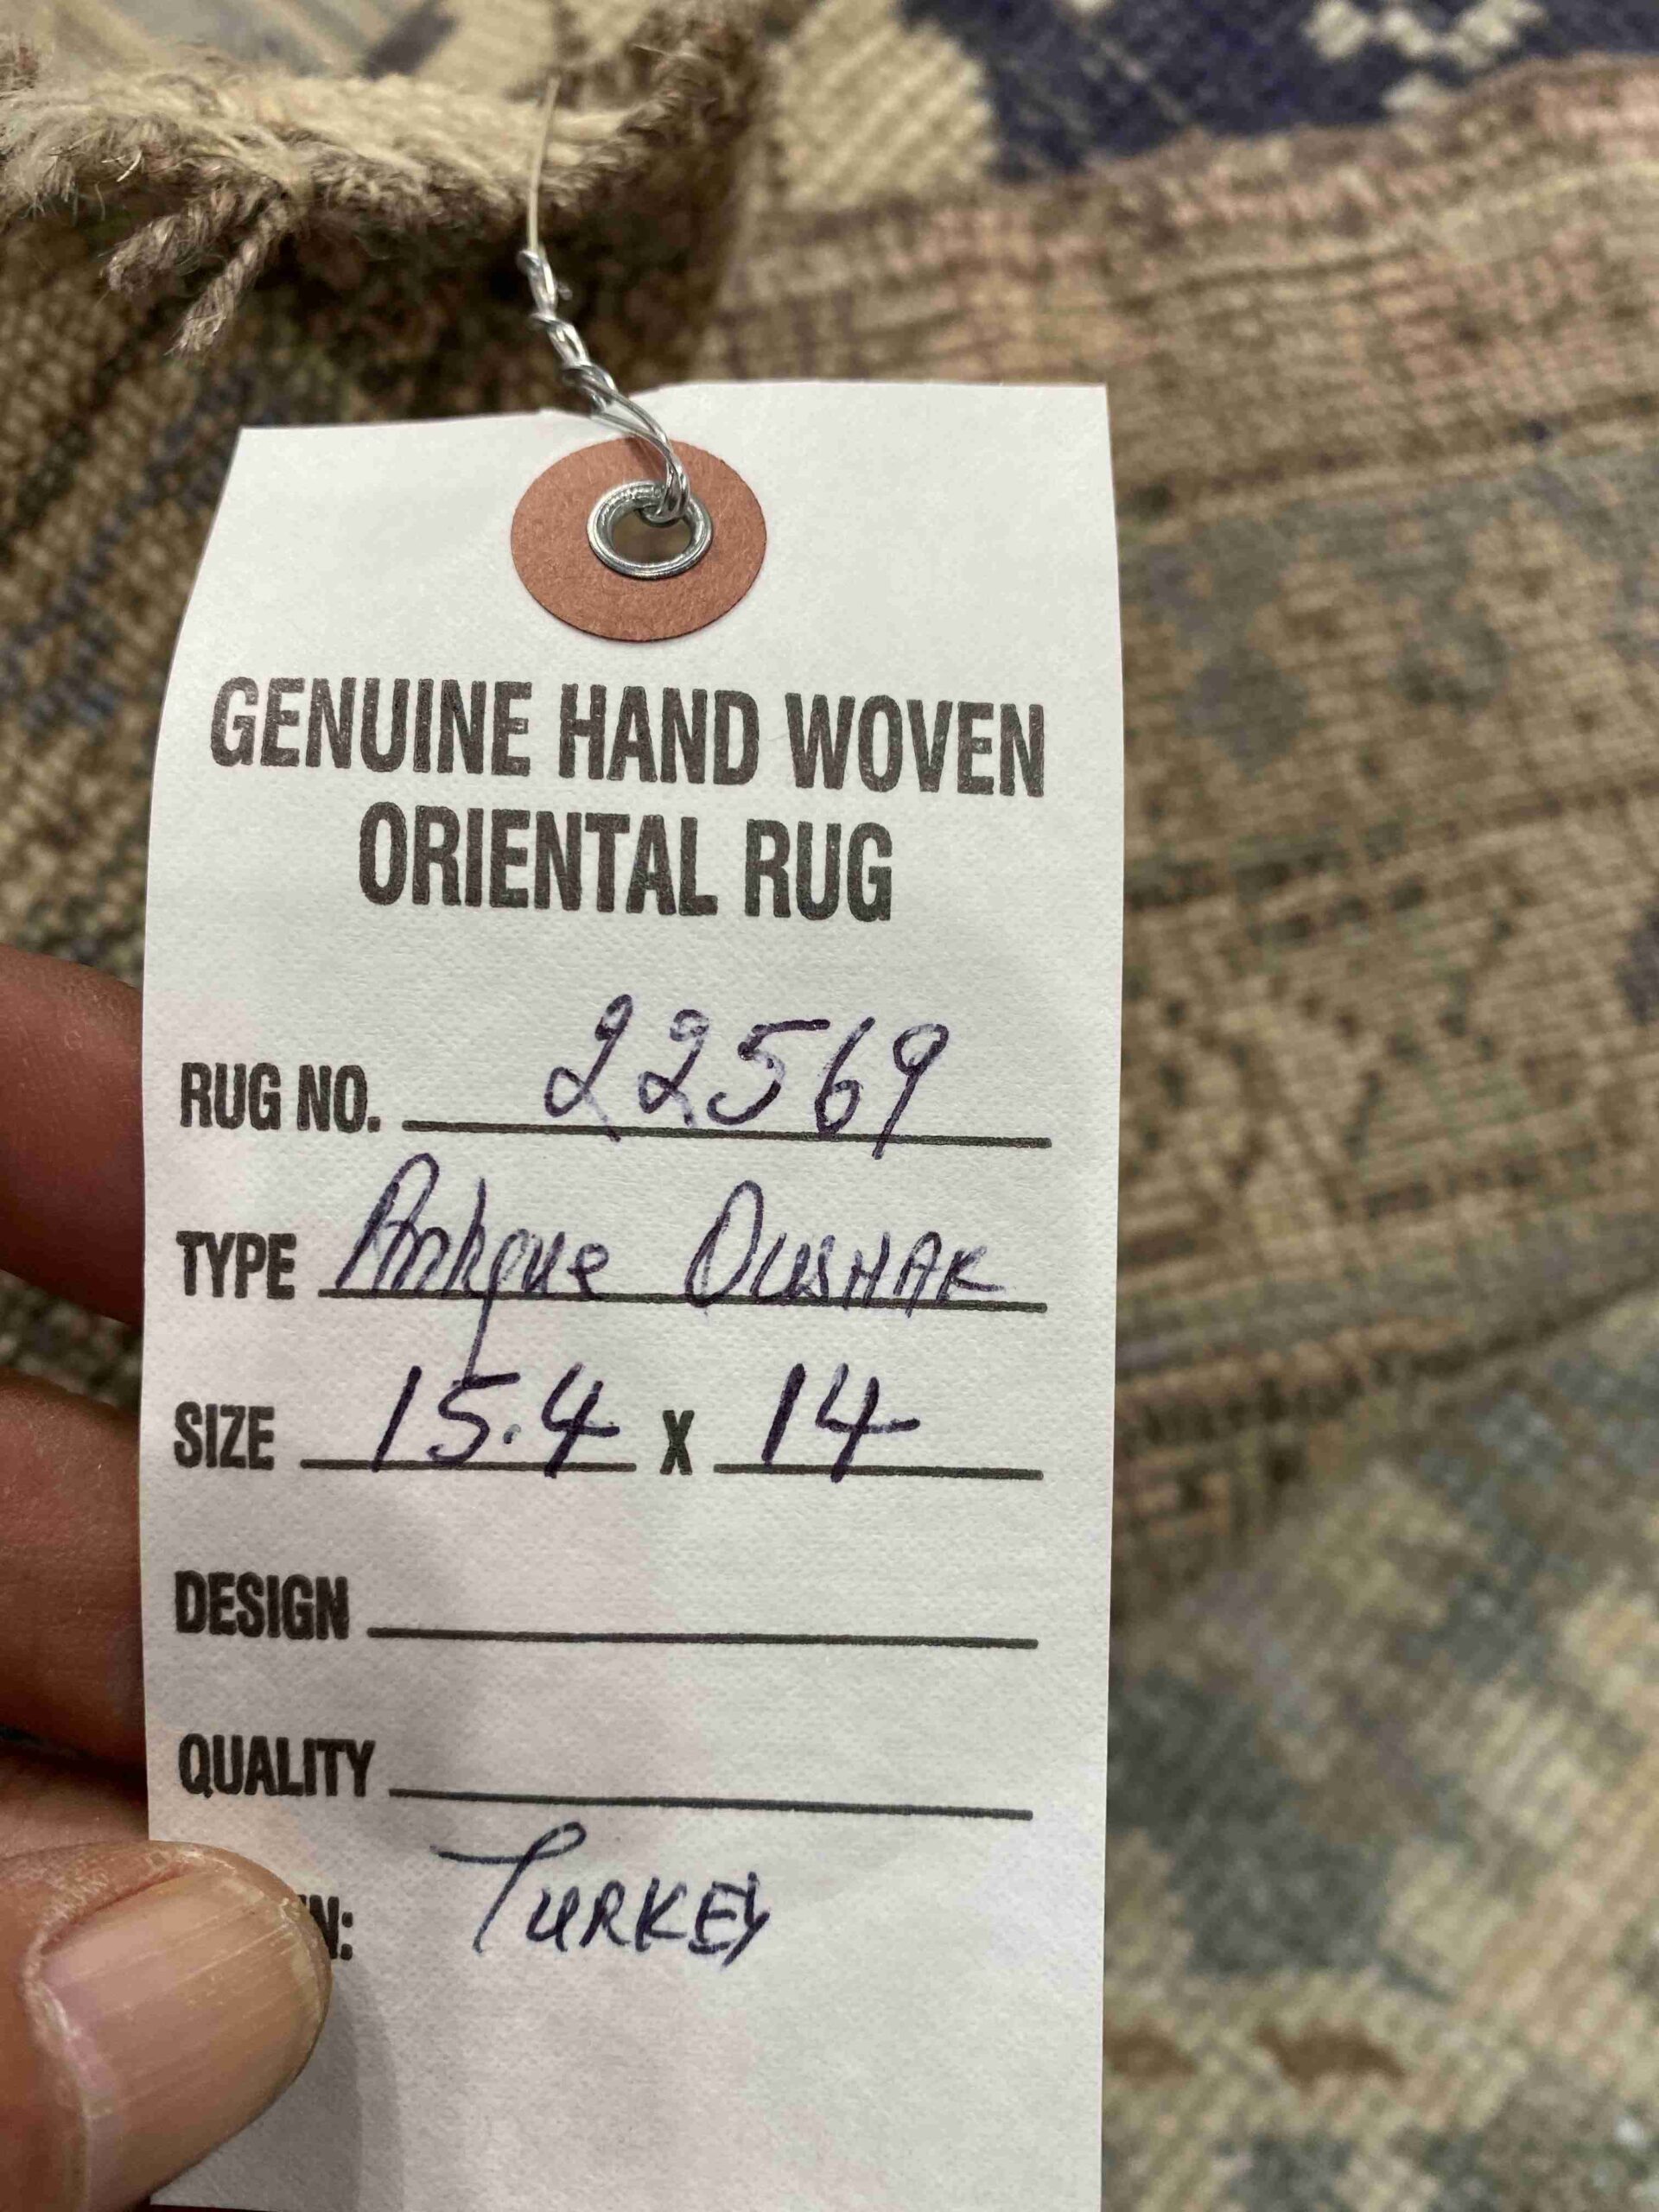 GENUINE HAND WOVEN
ORIENTAL RUG
RUG NO. 22569
TYPE Antique OUSHAK
SIZE 15.4 X 14
DESIGN
QUALITY
N: TURKEY